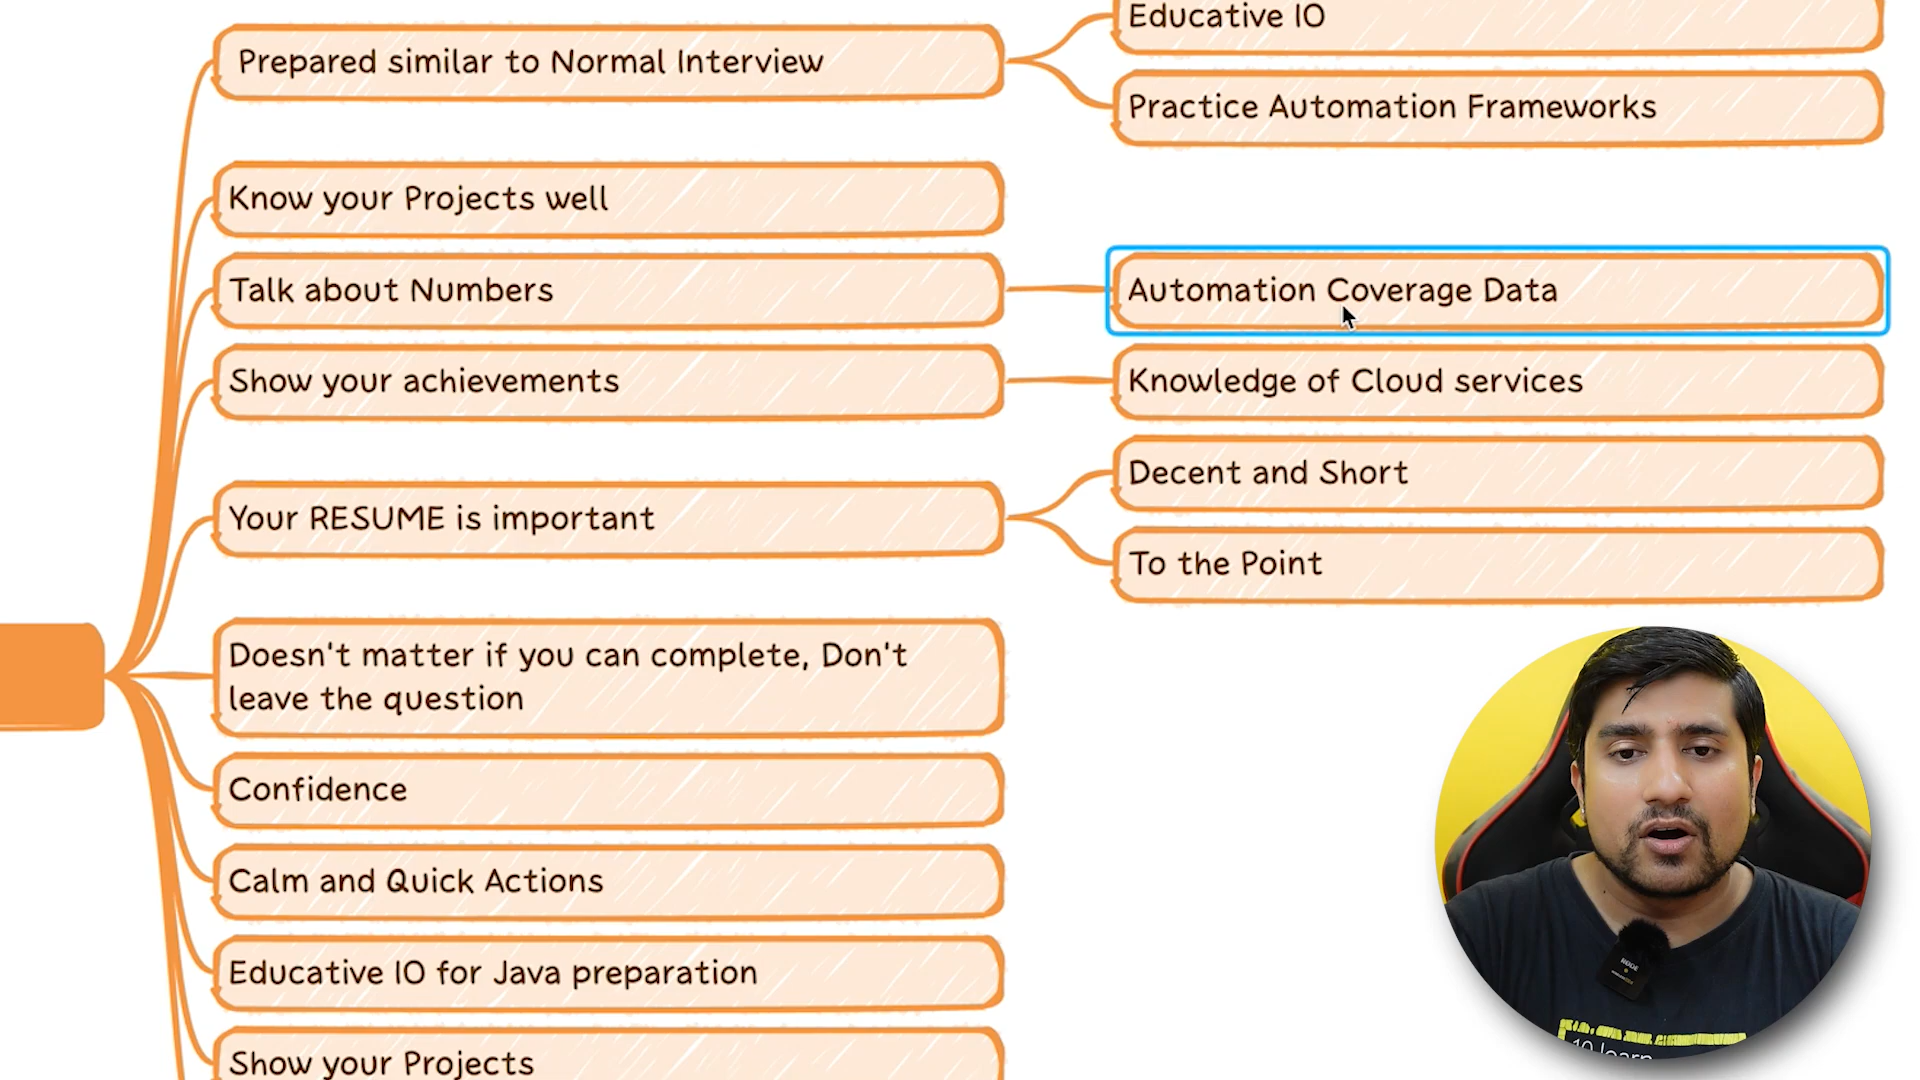 Educative IO
Prepared similar to Normal Interview
Practice Automation Frameworks
Know your Projects well
Talk about Numbers
Automation Coverage Data
Show your achievements
Knowledge of Cloud services
Decent and Short
Your RESUME is important
To the Point
Doesn't matter if you can complete, Don't
leave the question
Confidence
Calm and Quick Actions
Educative IO for Java preparation
Show your Projects
RØDE
learn